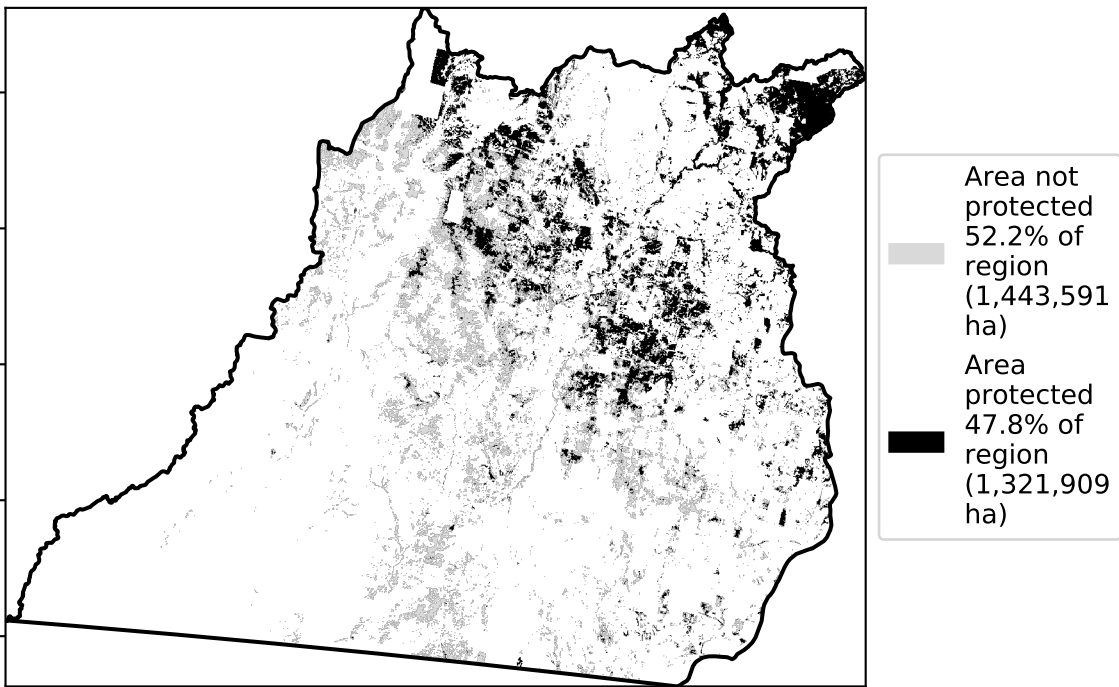 Area not
protected
52.2% of
region
(1,443,591
ha)
Area
protected
47.8% of
region
(1,321,909
ha)